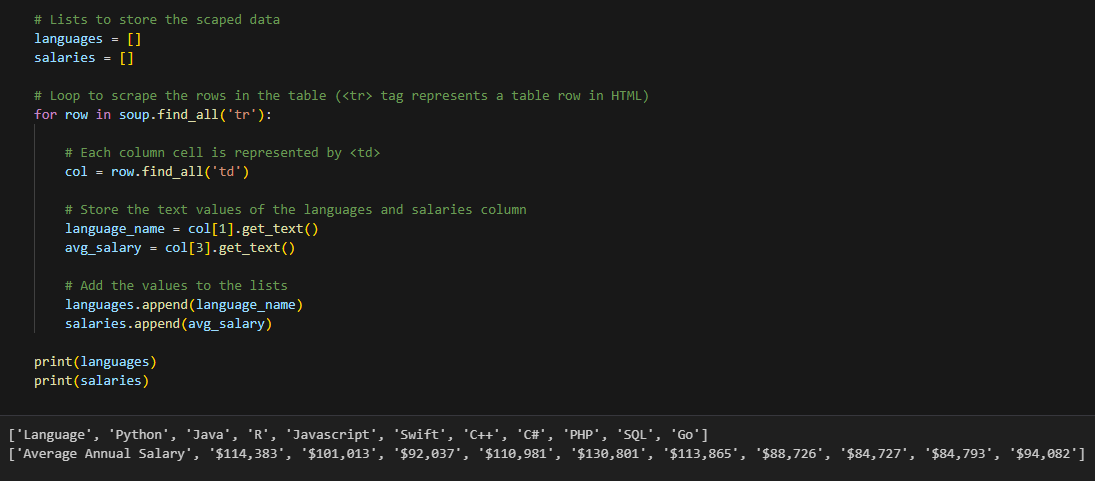 # Lists to store the scaped data
languages = []
salaries = []
# Loop to scrape the rows in the table (<tr> tag represents a table row in HTML)
for row in soup.find_all('tr'):
# Each column cell is represented by <td>
col = row.find_all('td')
# Store the text values of the languages and salaries column
language_name = col[1].get_text()
avg_salary = col[3].get_text()
# Add the values to the lists
languages.append(language_name)
salaries.append(avg_salary)
print(languages)
print(salaries)
['Language', 'Python', 'Java', 'R', 'Javascript', 'Swift', 'C++', 'C#', 'PHP', 'SQL', 'Go']
['Average Annual Salary', '$114,383', '$101,013', '$92,037', '$110,981', '$130,801', '$113,865', '$88,726', '$84,727', '$84,793', '$94,082']